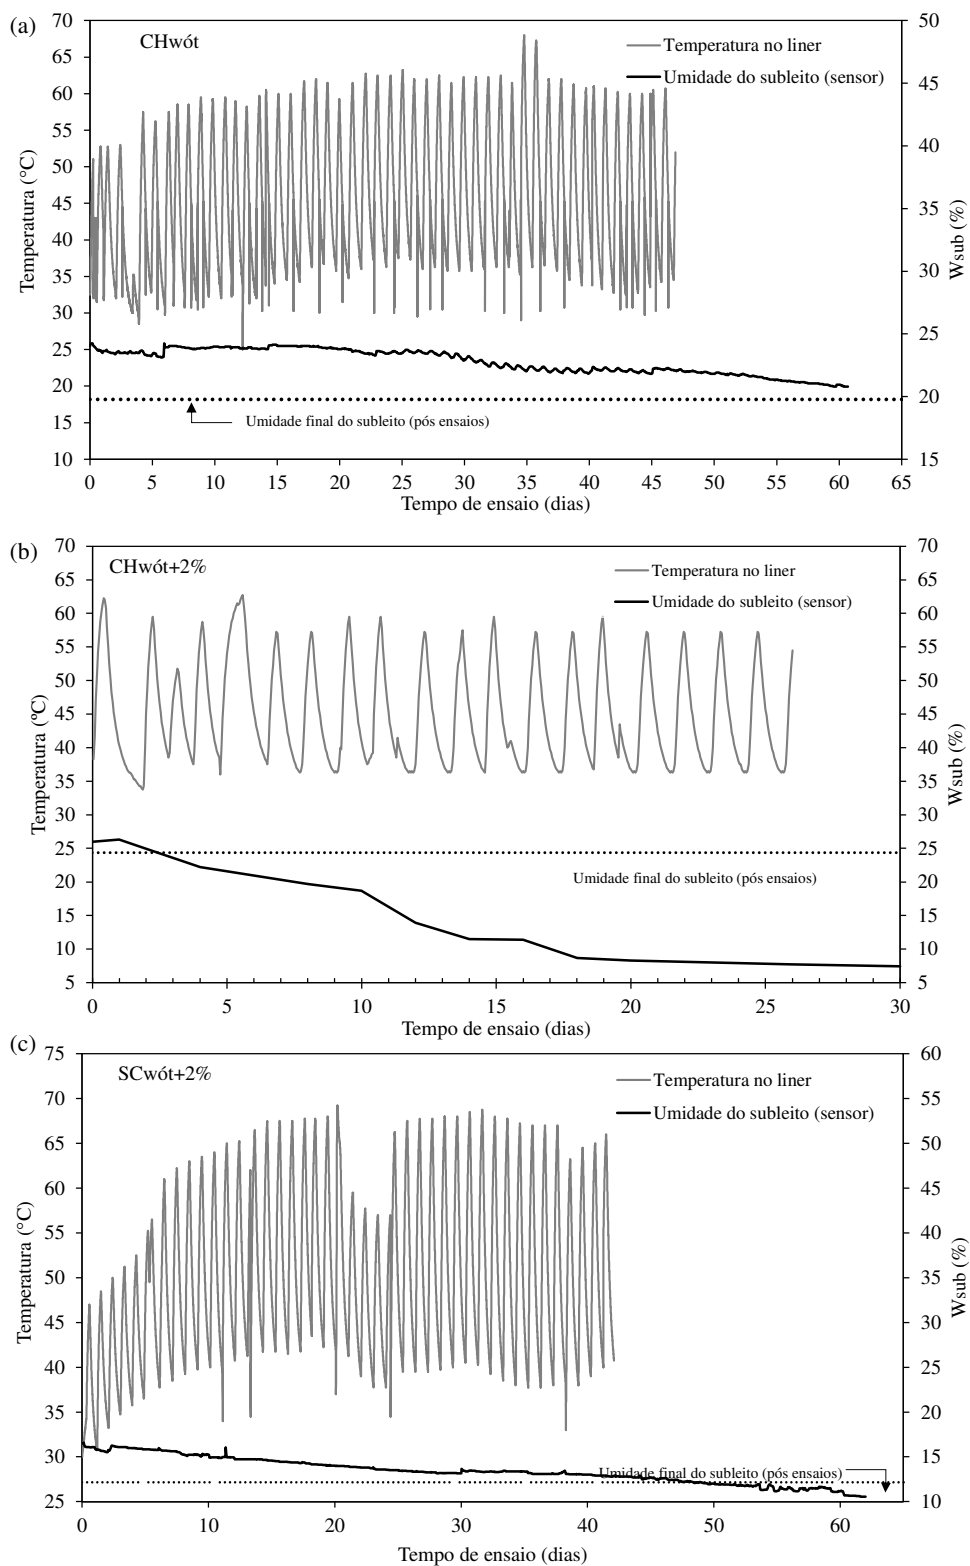 (a)
CHwót
Temperatura no liner
Umidade do subleito (sensor)
70
65
60
55
50
45
40
35
30
25
20
15
10
Temperatura (°C)
50
45
40
35
30
25
20
15
Wsub (%)
Umidade final do subleito (pós ensaios)
0 5 10 15 20 25 30 35 40 45 50 55 60 65
Tempo de ensaio (dias)
(b)
CHwót+2%
Temperatura no liner
Umidade do subleito (sensor)
70
65
60
55
50
45
40
35
30
25
20
15
10
5
Temperatura (°C)
70
65
60
55
50
45
40
35
30
25
20
15
10
5
Wsub (%)
Umidade final do subleito (pós ensaios)
0 5 10 15 20 25 30
Tempo de ensaio (dias)
(c)
SCwót+2%
Temperatura no liner
Umidade do subleito (sensor)
75
70
65
60
55
50
45
40
35
30
25
Temperatura (°C)
60
55
50
45
40
35
30
25
20
15
10
Wsub (%)
Umidade final do subleito (pós ensaios)
0 10 20 30 40 50 60
Tempo de ensaio (dias)